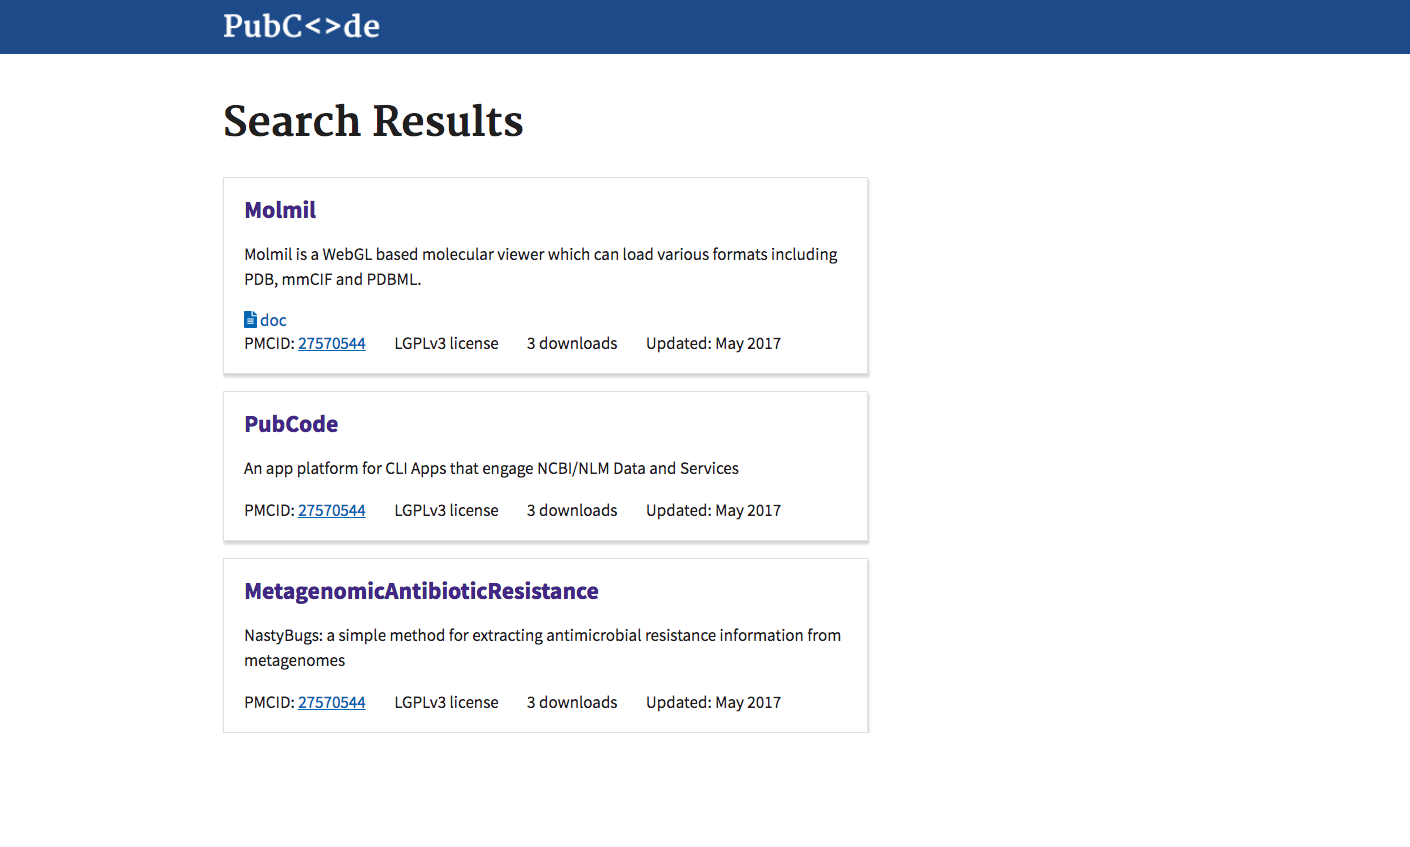 PubC<>de
Search Results
Molmil
Molmil is a WebGL based molecular viewer which can load various formats including
PDB, mmCIF and PDBML.
doc
PMCID: 27570544 LGPLv3 license 3 downloads Updated: May 2017
PubCode
An app platform for CLI Apps that engage NCBI/NLM Data and Services
PMCID: 27570544 LGPLv3 license 3 downloads Updated: May 2017
MetagenomicAntibioticResistance
NastyBugs: a simple method for extracting antimicrobial resistance information from
metagenomes
PMCID: 27570544 LGPLv3 license 3 downloads Updated: May 2017